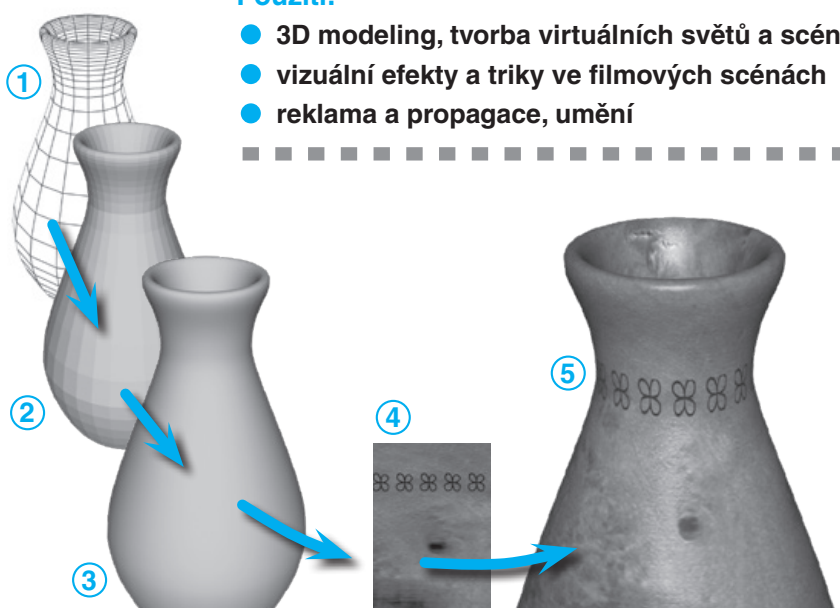 Použití:
3D modeling, tvorba virtuálních světů a scén
vizuální efekty a triky ve filmových scénách
reklama a propagace, umění
1
5
4
2
3